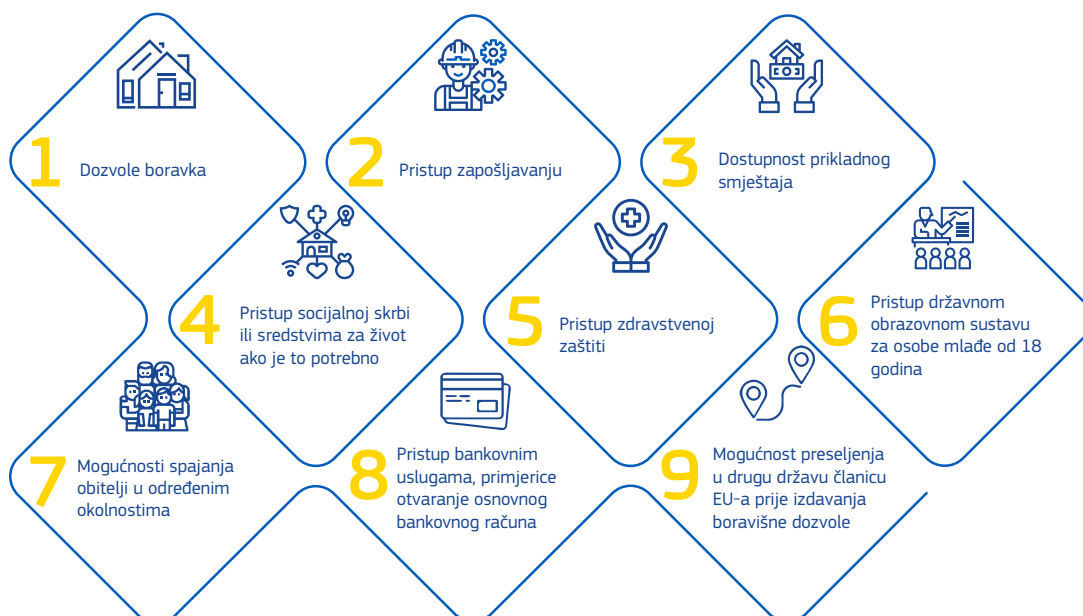 1
Dozvole boravka
2
Pristup zapošljavanju
3
Dostupnost prikladnog
smještaja
4
Pristup socijalnoj skrbi
ili sredstvima za život
ako je to potrebno
5
Pristup zdravstvenoj
zaštiti
6
Pristup državnom
obrazovnom sustavu
za osobe mlađe od 18
godina
7
Mogućnosti spajanja
obitelji u određenim
okolnostima
8
Pristup bankovnim
uslugama, primjerice
otvaranje osnovnog
bankovnog računa
9
Mogućnost preseljenja
u drugu državu članicu
EU-a prije izdavanja
boravišne dozvole